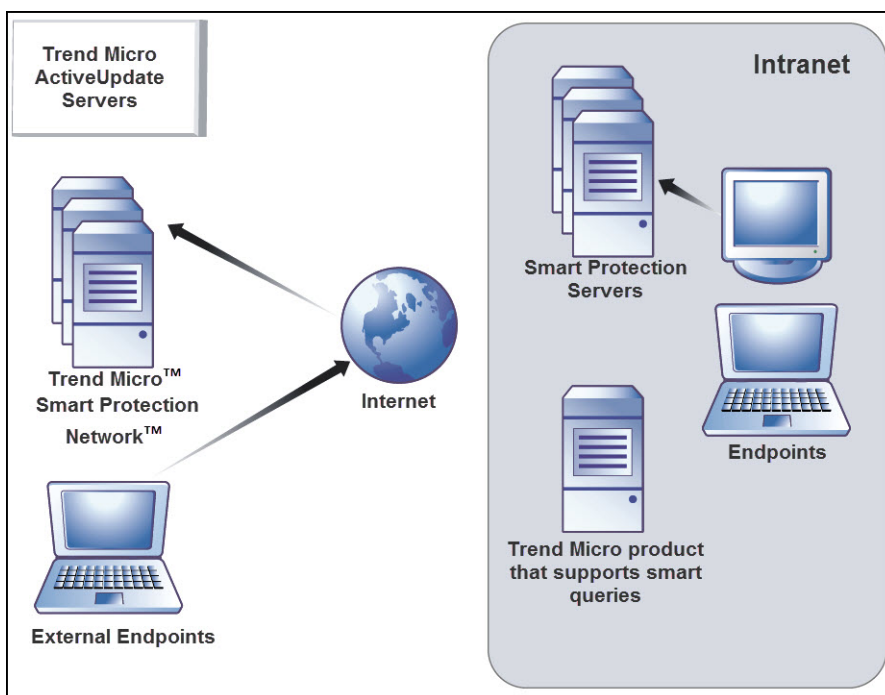 Trend Micro
ActiveUpdate
Servers
Intranet
Smart Protection
Servers
Trend Micro™
Smart Protection
Network™
Internet
Endpoints
Trend Micro product
that supports smart
queries
External Endpoints